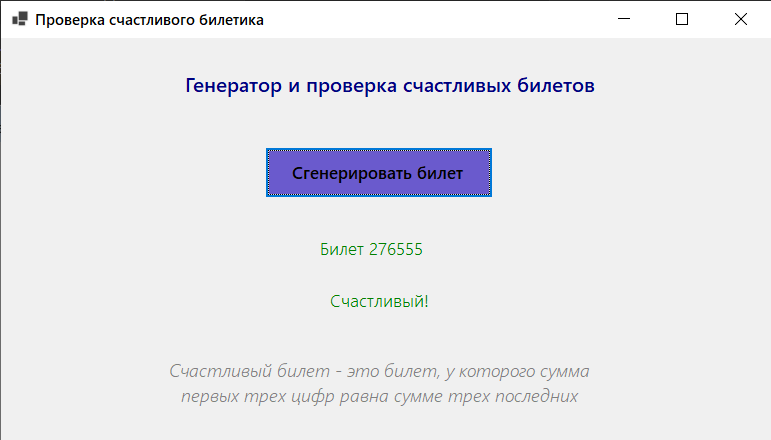 Проверка счастливого билетика
Генератор и проверка счастливых билетов
Сгенерировать билет
Билет 276555
Счастливый!
Счастливый билет - это билет, у которого сумма
первых трех цифр равна сумме трех последних